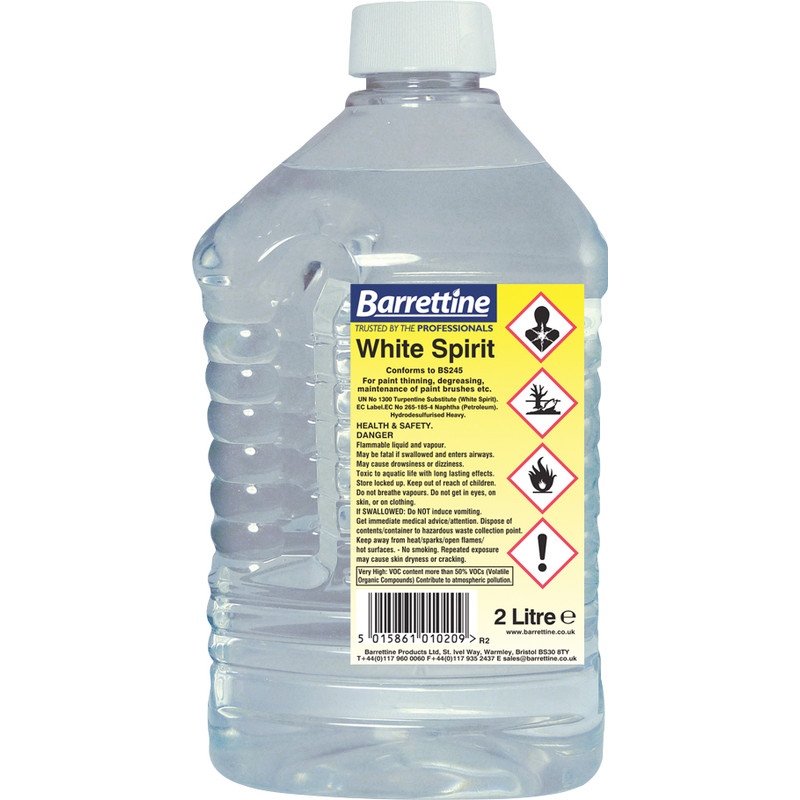 Barrettine
TRUSTED BY THE PROFESSIONALS
White Spirit
Conforms to BS245
For paint thinning, degreasing,
maintenance of paint brushes etc.
UN No 1300 Turpentine Substitute (White Spirit).
EC Label.EC No 265-185-4 Naphtha (Petroleum).
Hydrodesulfurised Heavy.
HEALTH & SAFETY.
DANGER
Flammable liquid and vapour.
May be fatal if swallowed and enters airways.
May cause drowsiness or dizziness.
Toxic to aquatic life with long lasting effects.
Store locked up. Keep out of reach of children.
Do not breathe vapours. Do not get in eyes, on
skin, or on clothing.
If SWALLOWED: Do NOT induce vomiting.
Get immediate medical advice/attention. Dispose of
contents/container to hazardous waste collection point.
Keep away from heat/sparks/open flames/
hot surfaces. - No smoking. Repeated exposure
may cause skin dryness or cracking.
Very High: VOC content more than 50% VOCs (Volatile
Organic Compounds) Contribute to atmospheric pollution.
5 015861 010209 > R2
2 Litre ℮
www.barrettine.co.uk
Barrettine Products Ltd, St. Ivel Way, Warmley, Bristol BS30 8TY
T+44(0)117 960 0060 F+44(0)117 935 2437 E sales@barrettine.co.uk